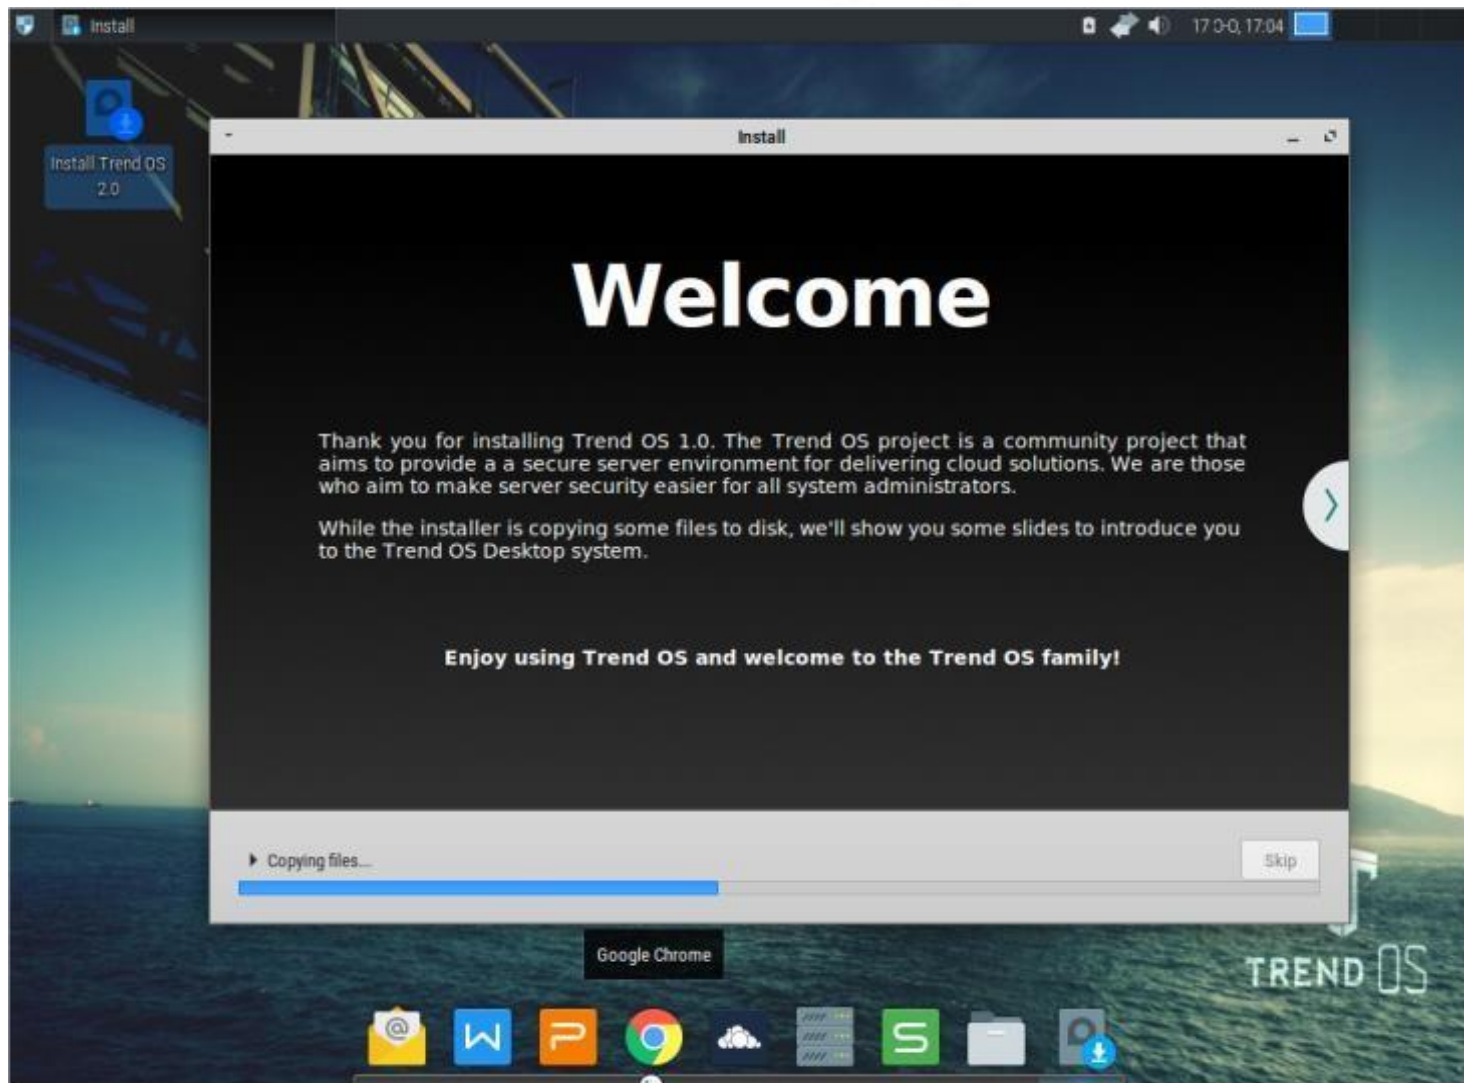 Install
17:04
Install Trend OS
2.0
Install
Welcome
Thank you for installing Trend OS 1.0. The Trend OS project is a community project that
aims to provide a a secure server environment for delivering cloud solutions. We are those
who aim to make server security easier for all system administrators.
While the installer is copying some files to disk, we'll show you some slides to introduce you
to the Trend OS Desktop system.
Enjoy using Trend OS and welcome to the Trend OS family!
Copying files...
Skip
Google Chrome
TREND OS